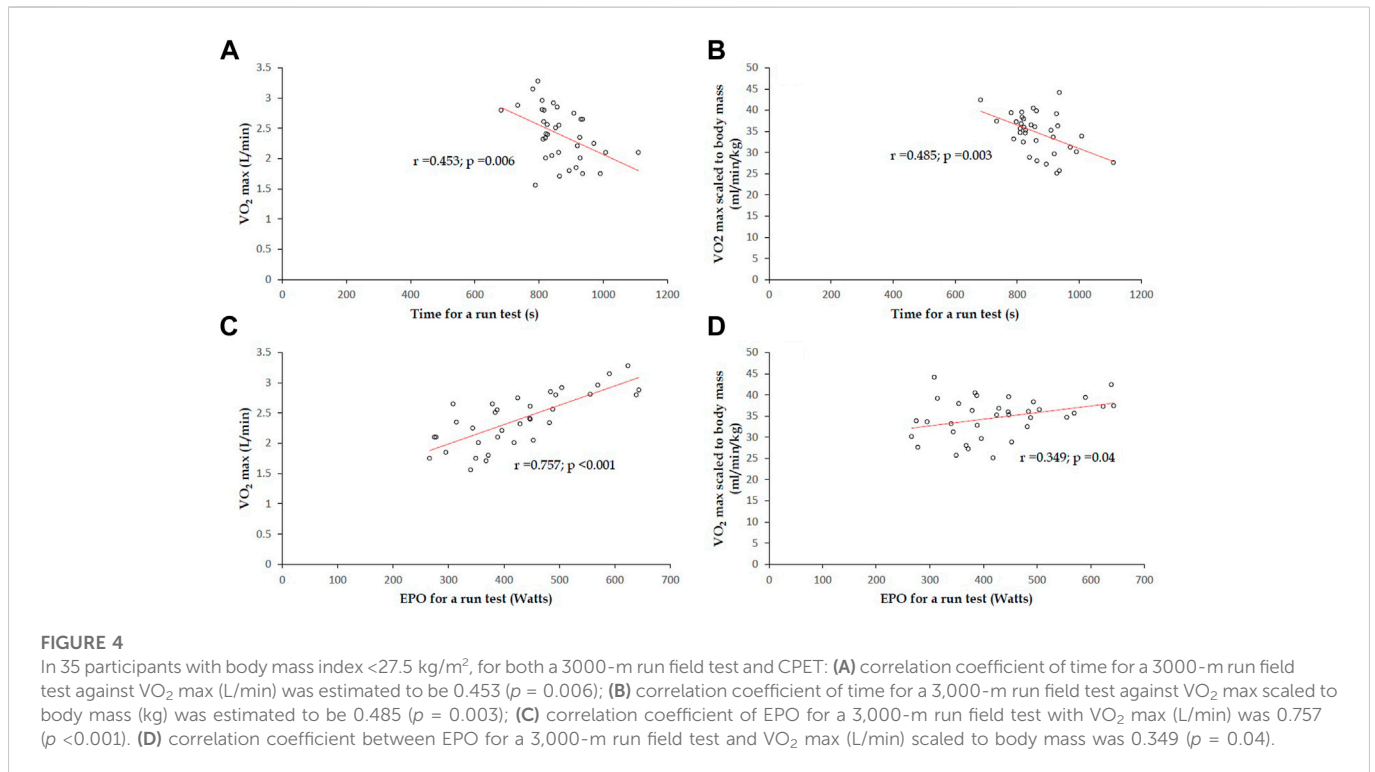 A
B
3.5
3
2.5
2
1.5
1
0.5
0
VO₂ max (L/min)
r =0.453; p =0.006
0 200 400 600 800 1000 1200
Time for a run test (s)
50
45
40
35
30
25
20
15
10
5
0
VO2 max scaled to body mass
(ml/min/kg)
r =0.485; p =0.003
0 200 400 600 800 1000 1200
Time for a run test (s)
C
D
3.5
3
2.5
2
1.5
1
0.5
0
VO₂ max (L/min)
r =0.757; p <0.001
0 100 200 300 400 500 600 700
EPO for a run test (Watts)
50
45
40
35
30
25
20
15
10
5
0
VO₂ max scaled to body mass
(ml/min/kg)
r =0.349; p =0.04
0 100 200 300 400 500 600 700
EPO for a run test (Watts)
FIGURE 4
In 35 participants with body mass index <27.5 kg/m², for both a 3000-m run field test and CPET: (A) correlation coefficient of time for a 3000-m run field
test against VO₂ max (L/min) was estimated to be 0.453 (p = 0.006); (B) correlation coefficient of time for a 3,000-m run field test against VO₂ max scaled to
body mass (kg) was estimated to be 0.485 (p = 0.003); (C) correlation coefficient of EPO for a 3,000-m run field test with VO₂ max (L/min) was 0.757
(p <0.001). (D) correlation coefficient between EPO for a 3,000-m run field test and VO₂ max (L/min) scaled to body mass was 0.349 (p = 0.04).